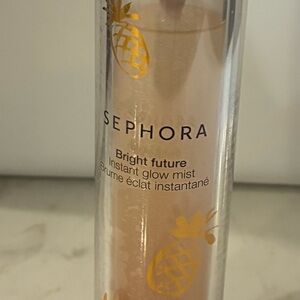 SEPHORA
Bright future
Instant glow mist
Brume éclat instantané